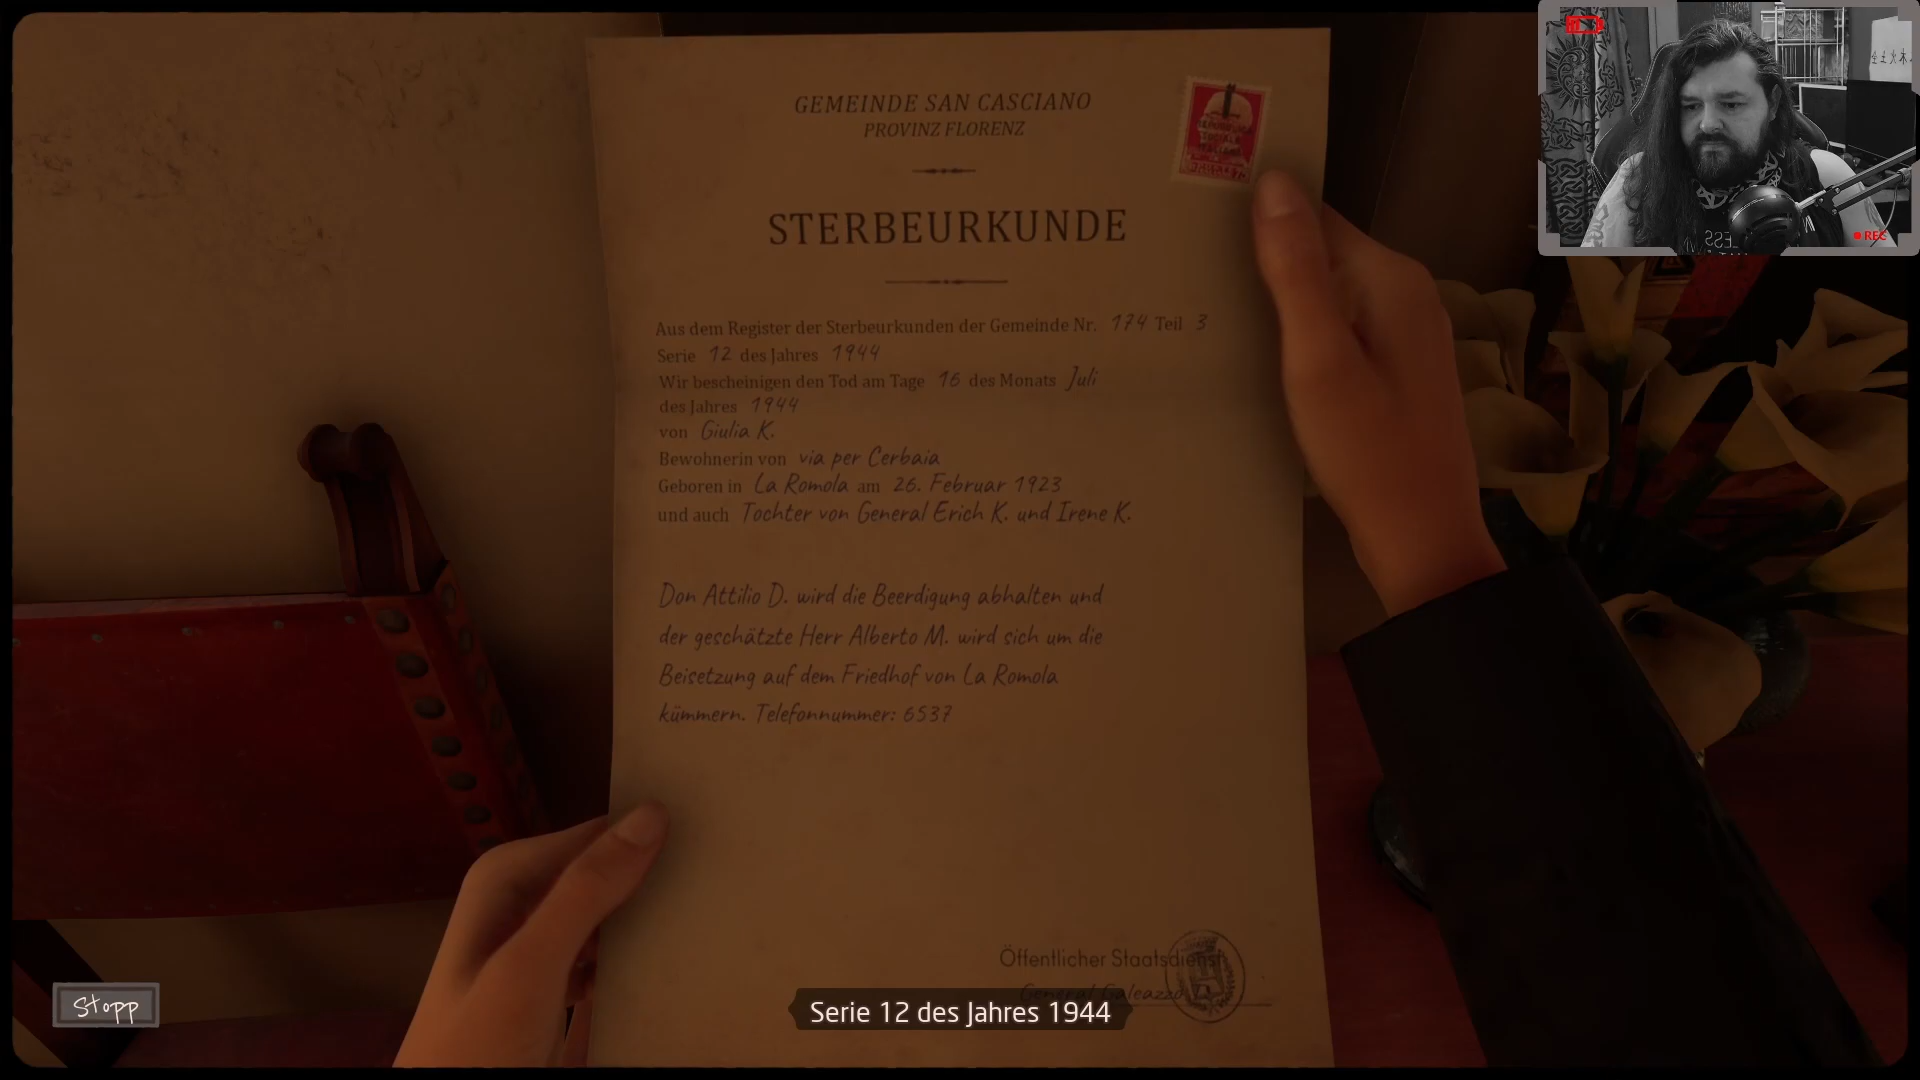 GEMEINDE SAN CASCIANO
PROVINZ FLORENZ
STERBEURKUNDE
Aus dem Register der Sterbeurkunden der Gemeinde Nr. 174 Teil 3
Serie 12 des Jahres 1944
Wir bescheinigen den Tod am Tage 16 des Monats Juli
des Jahres 1944
von Giulia K.
Bewohnerin von via per Cerbaia
Geboren in La Romola am 26. Februar 1923
und auch Tochter von General Erich K. und Irene K.
Don Attilio D. wird die Beerdigung abhalten und
der geschätzte Herr Alberto M. wird sich um die
Beisetzung auf dem Friedhof von La Romola
kümmern. Telefonnummer: 6537
Öffentlicher Staatsdienst
General Galeazzo
Stopp
Serie 12 des Jahres 1944
REC